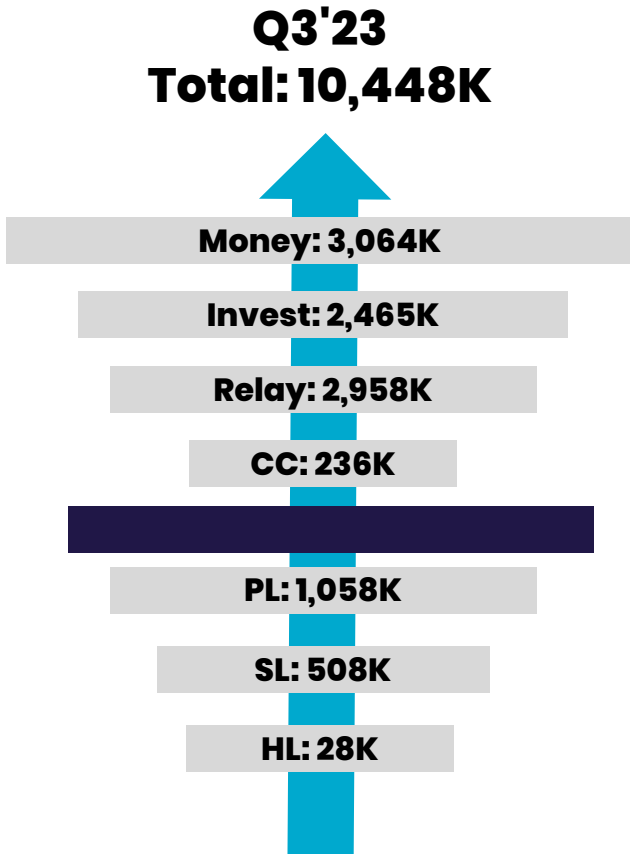 Q3'23
Total: 10,448K
Money: 3,064K
Invest: 2,465K
Relay: 2,958K
CC: 236K
PL: 1,058K
SL: 508K
HL: 28K